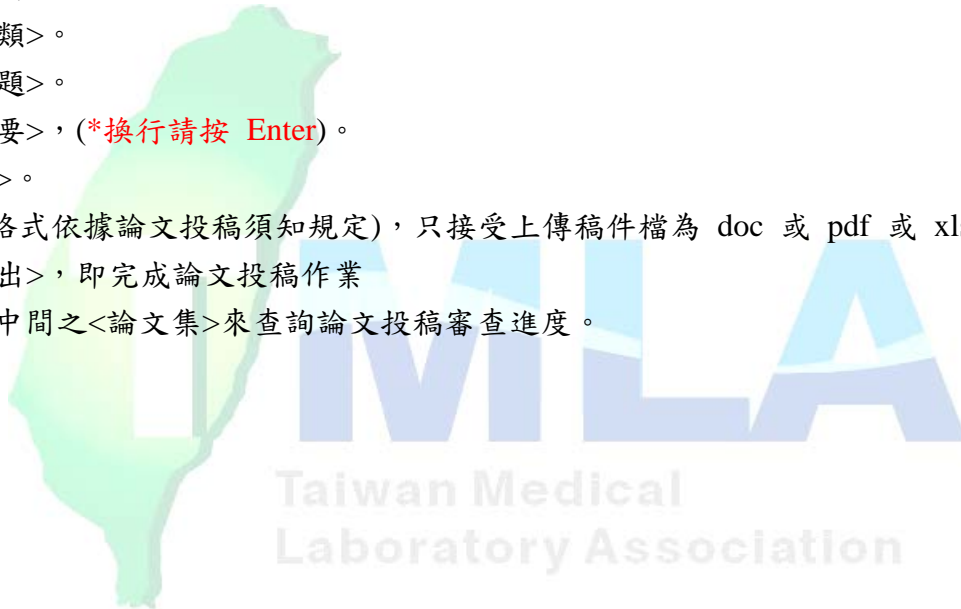 類>。
題>。
要>，(*換行請按 Enter)。
>。
格式依據論文投稿須知規定)，只接受上傳稿件檔為 doc 或 pdf 或 xls
出>，即完成論文投稿作業
中間之<論文集>來查詢論文投稿審查進度。
TMLA
Taiwan Medical
Laboratory Association